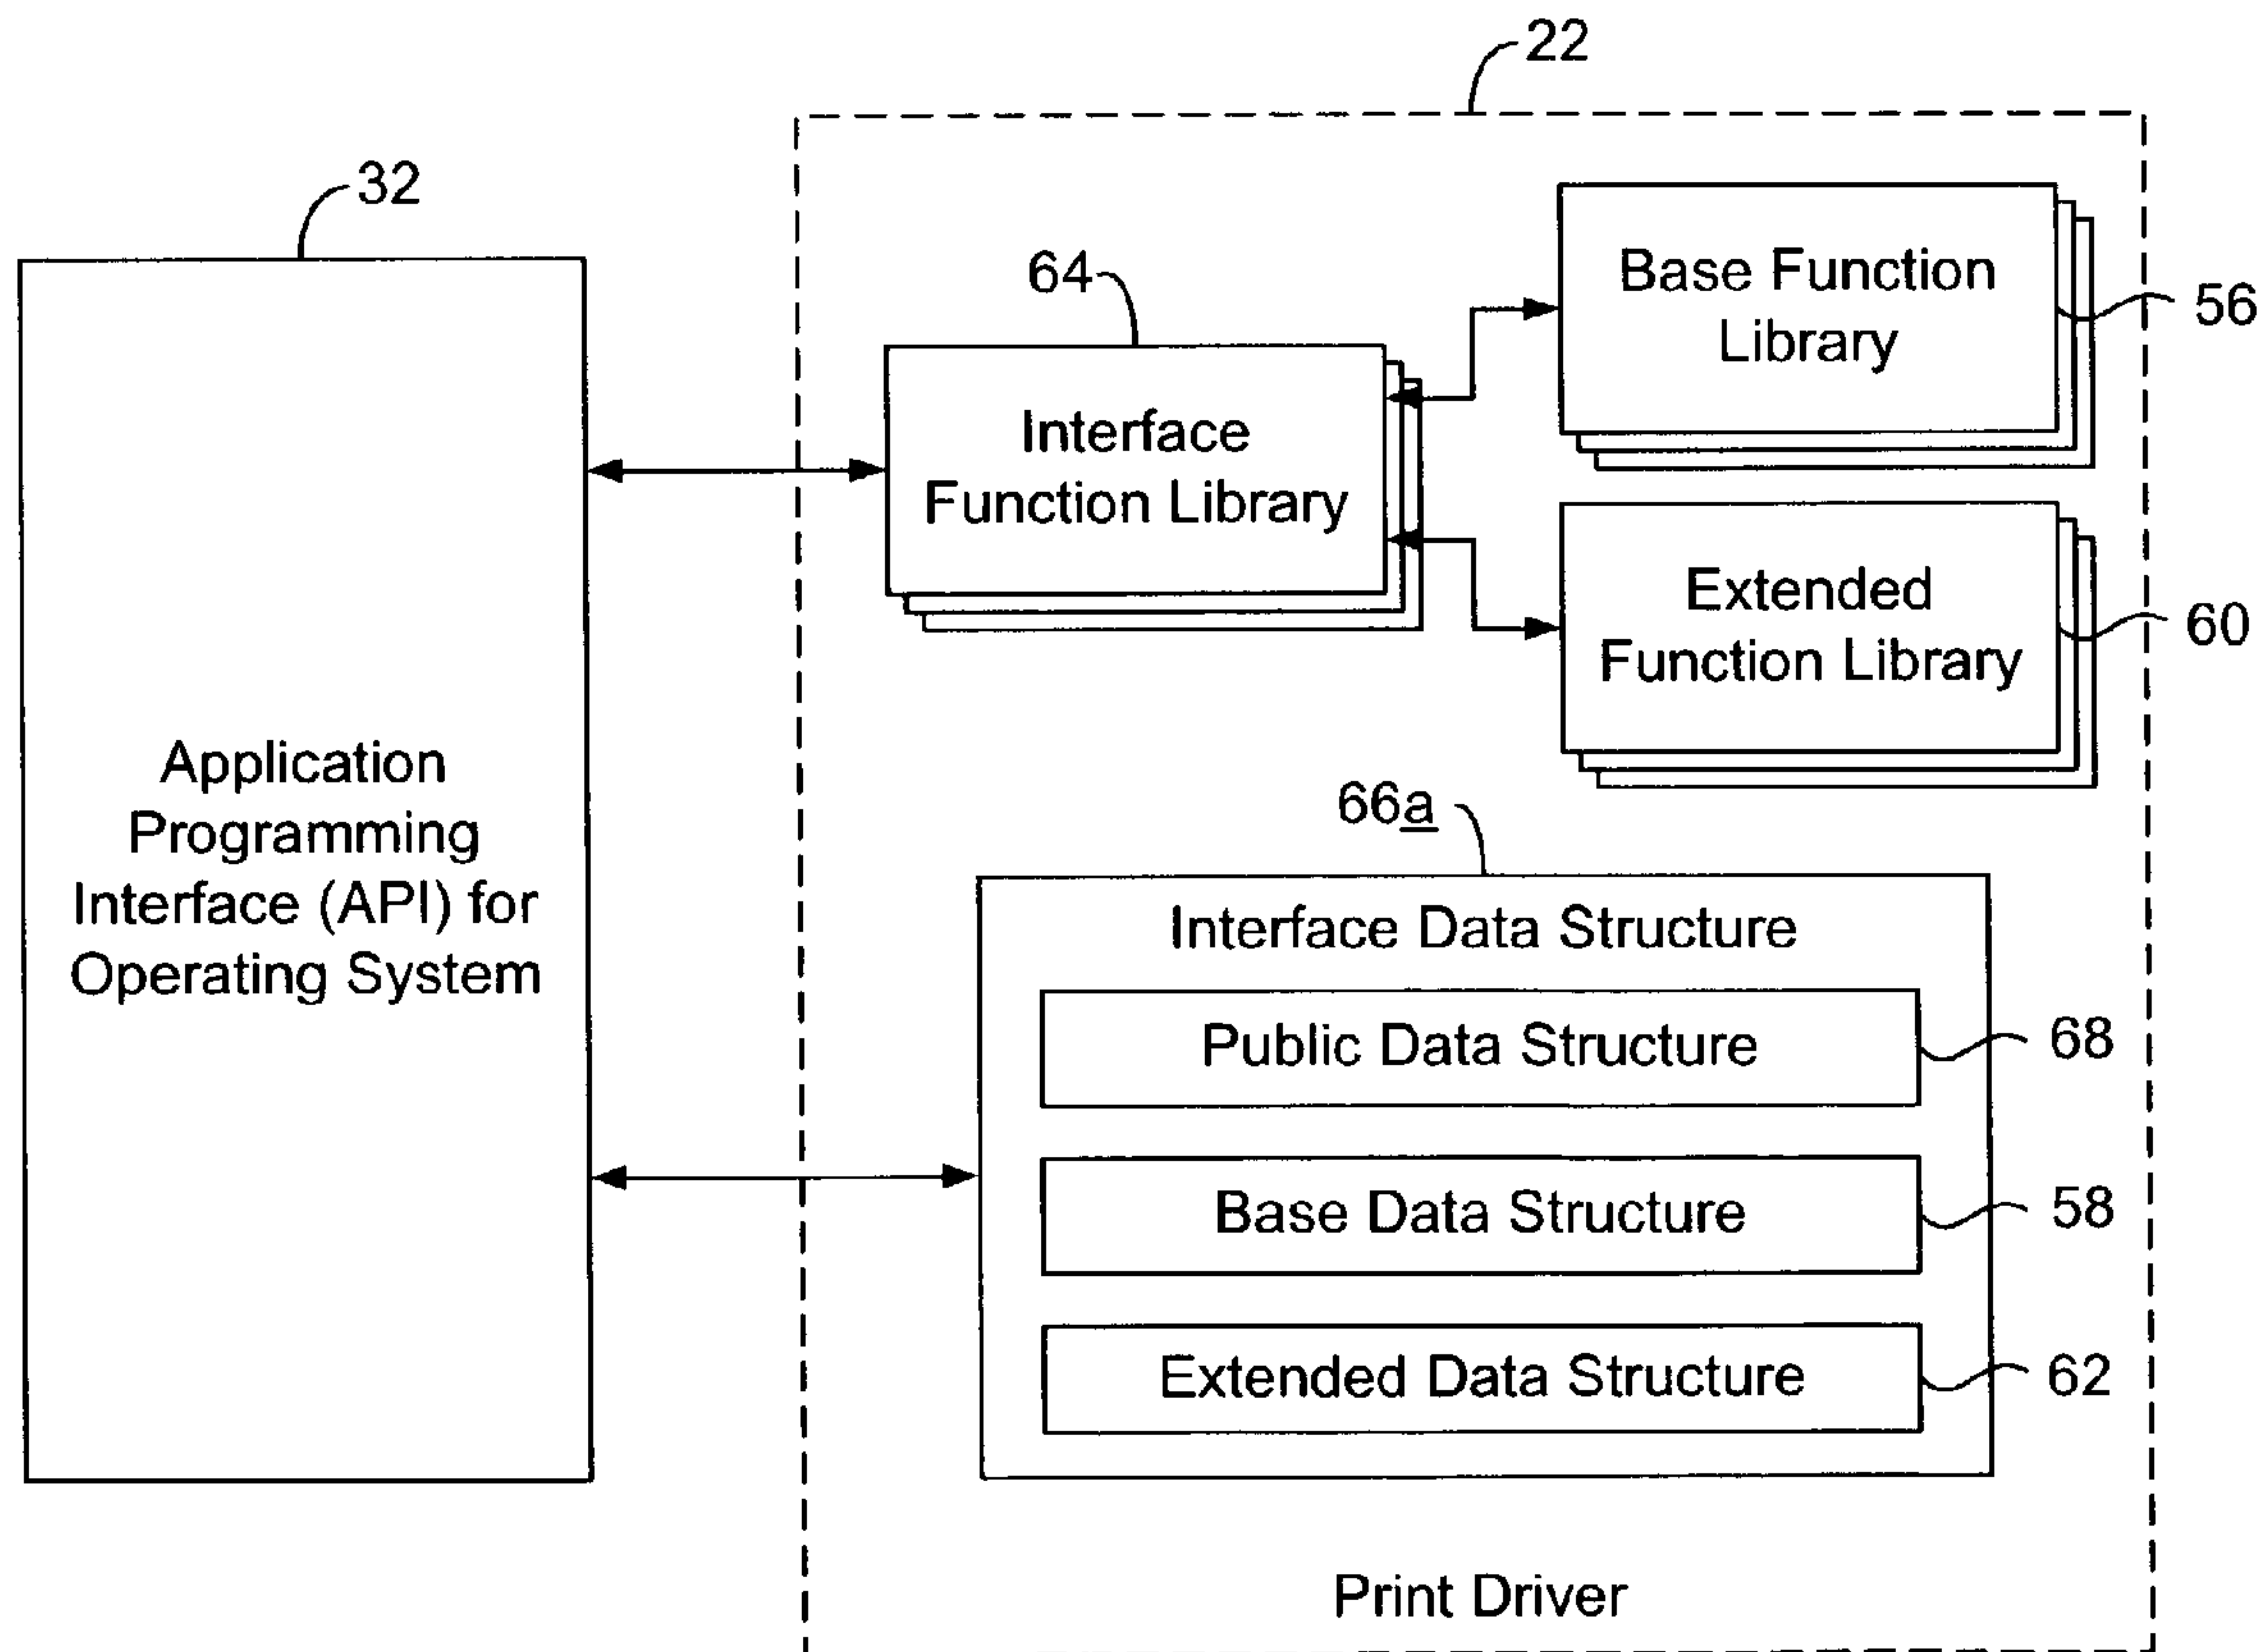 22
32
64
Base Function
Library
56
Interface
Function Library
Extended
Function Library
60
66a
Application
Programming
Interface (API) for
Operating System
Interface Data Structure
Public Data Structure
68
Base Data Structure
58
Extended Data Structure
62
Print Driver